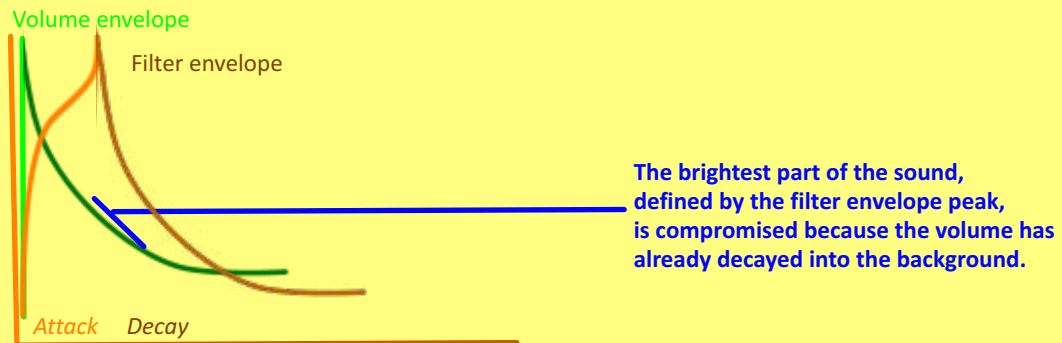 Volume envelope
Filter envelope
The brightest part of the sound,
defined by the filter envelope peak,
is compromised because the volume has
already decayed into the background.
Attack Decay